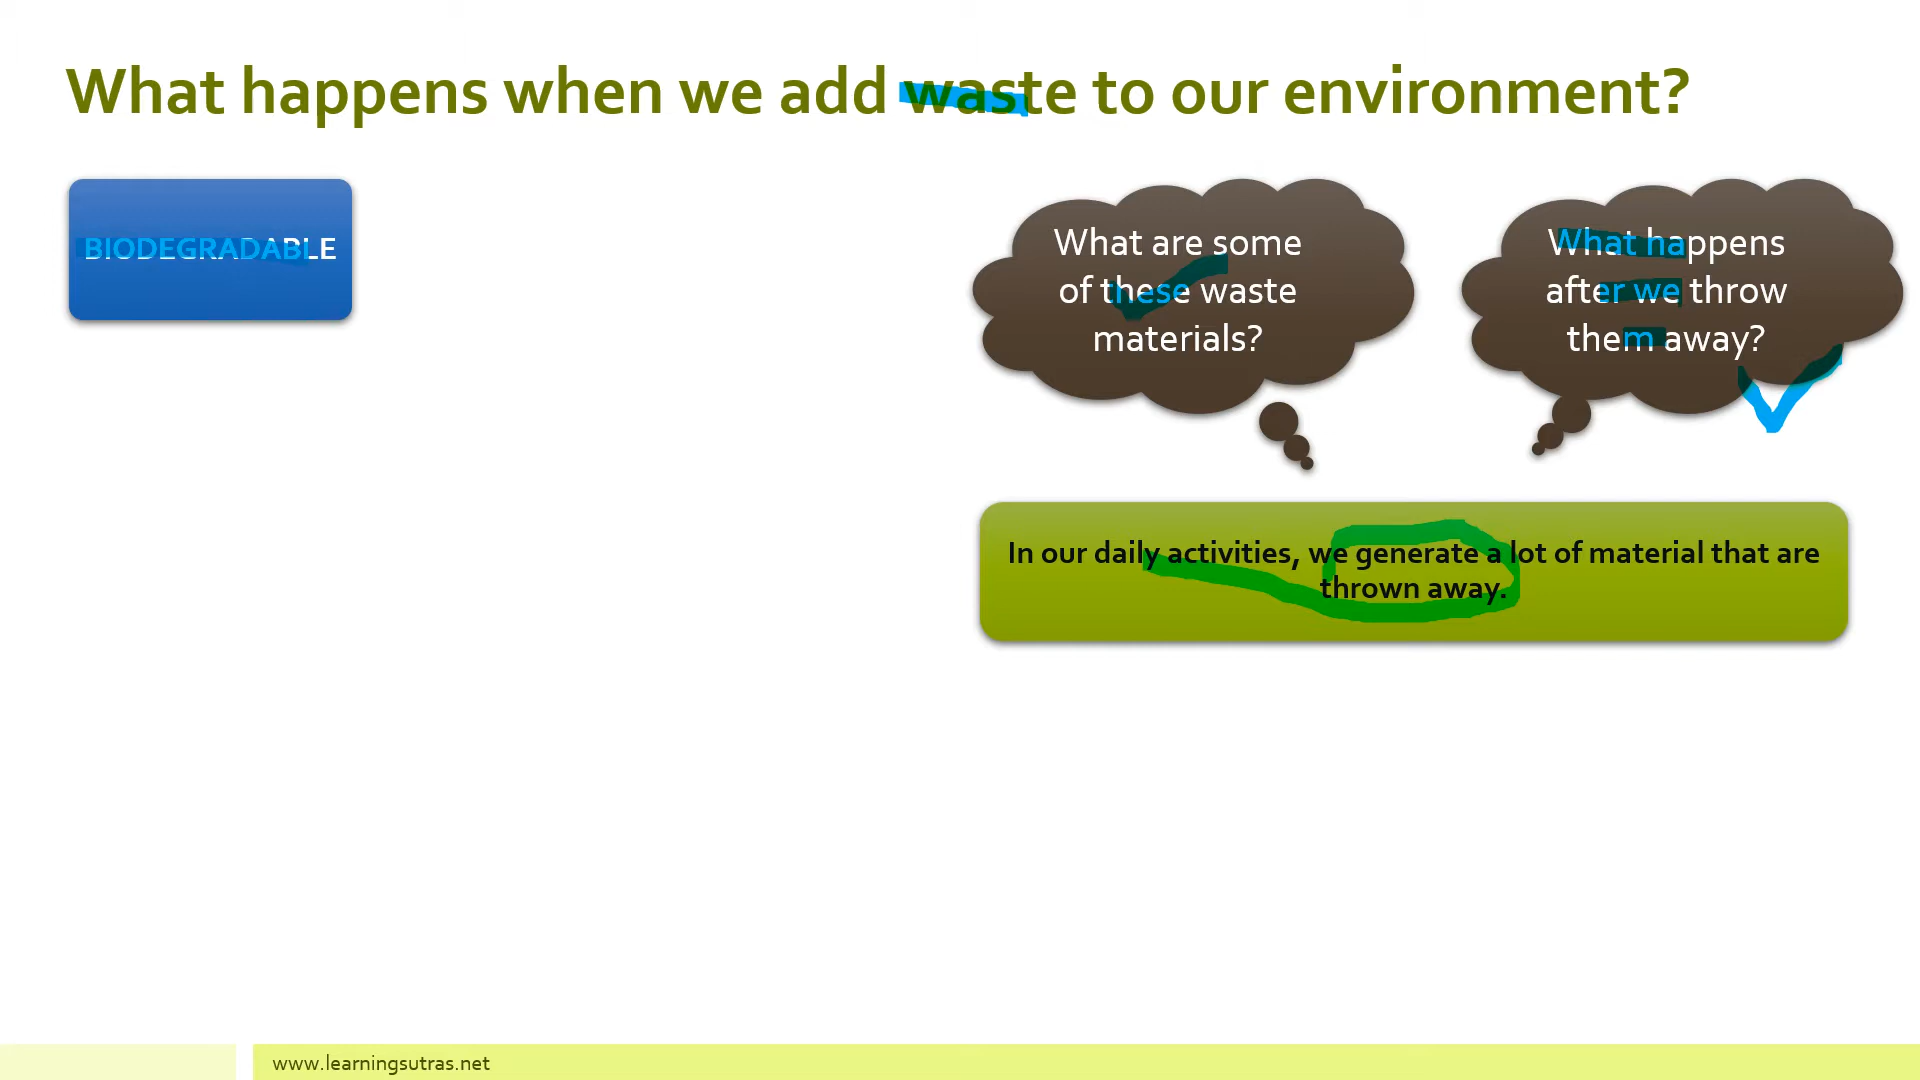 What happens when we add waste to our environment?
BIODEGRADABLE
What are some
of these waste
materials?
What happens
after we throw
them away?
In our daily activities, we generate a lot of material that are
thrown away.
www.learningsutras.net